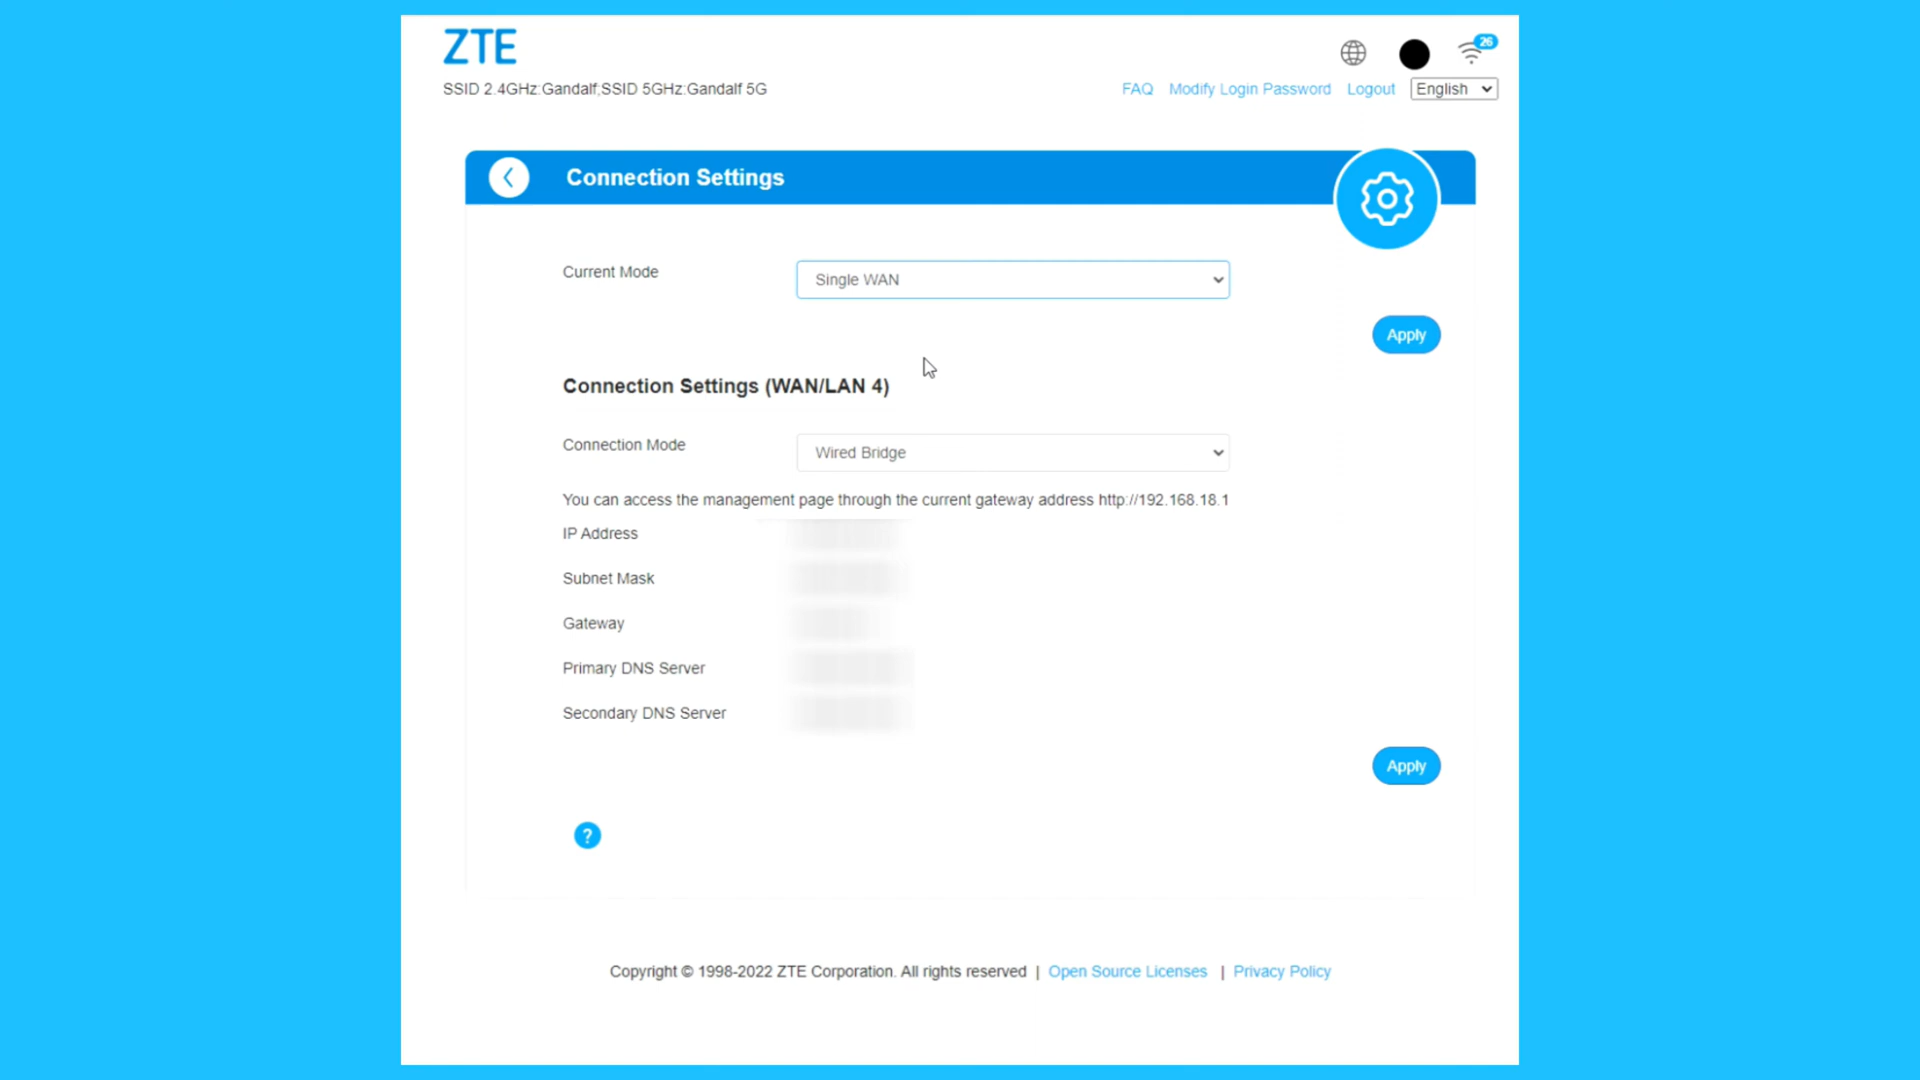 ZTE
26
SSID 2.4GHz:Gandalf;SSID 5GHz:Gandalf 5G
FAQ Modify Login Password Logout English
Connection Settings
Current Mode Single WAN
Apply
Connection Settings (WAN/LAN 4)
Connection Mode Wired Bridge
You can access the management page through the current gateway address http://192.168.18.1
IP Address
Subnet Mask
Gateway
Primary DNS Server
Secondary DNS Server
Apply
?
Copyright © 1998-2022 ZTE Corporation. All rights reserved | Open Source Licenses | Privacy Policy